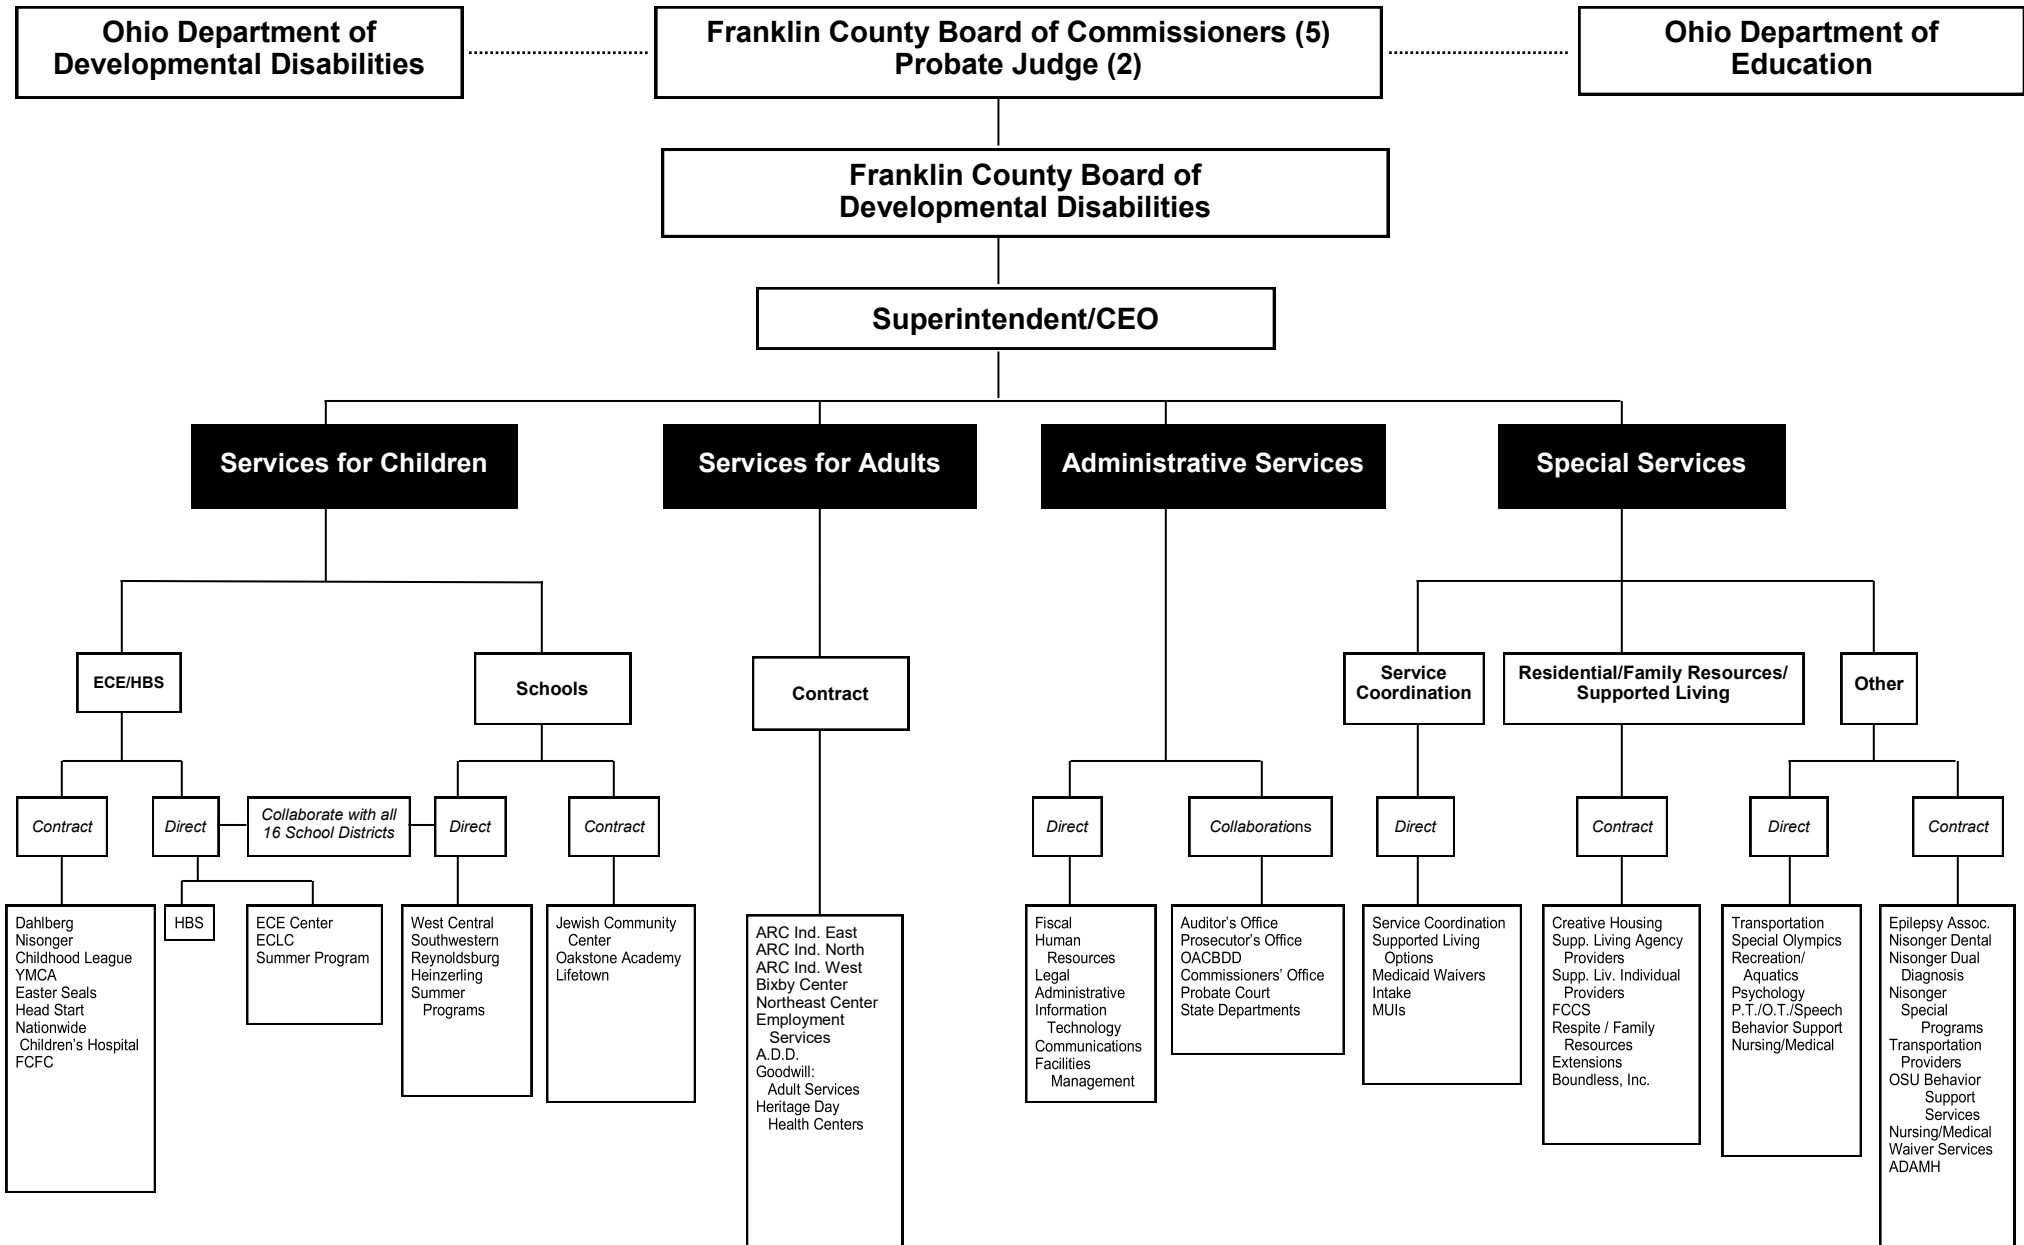 Ohio Department of
Developmental Disabilities
Franklin County Board of Commissioners (5)
Probate Judge (2)
Ohio Department of
Education
Franklin County Board of
Developmental Disabilities
Superintendent/CEO
Services for Children
Services for Adults
Administrative Services
Special Services
ECE/HBS
Schools
Contract
Service
Coordination
Residential/Family Resources/
Supported Living
Other
Contract
Direct
Collaborate with all
16 School Districts
Direct
Contract
Direct
Collaborations
Direct
Contract
Direct
Contract
Dahlberg
Nisonger
Childhood League
YMCA
Easter Seals
Head Start
Nationwide
Children's Hospital
FCFC
HBS
ECE Center
ECLC
Summer Program
West Central
Southwestern
Reynoldsburg
Heinzerling
Summer
Programs
Jewish Community
Center
Oakstone Academy
Lifetown
ARC Ind. East
ARC Ind. North
ARC Ind. West
Bixby Center
Northeast Center
Employment
Services
A.D.D.
Goodwill:
Adult Services
Heritage Day
Health Centers
Fiscal
Human
Resources
Legal
Administrative
Information
Technology
Communications
Facilities
Management
Auditor's Office
Prosecutor's Office
OACBDD
Commissioners' Office
Probate Court
State Departments
Service Coordination
Supported Living
Options
Medicaid Waivers
Intake
MUIs
Creative Housing
Supp. Living Agency
Providers
Supp. Liv. Individual
Providers
FCCS
Respite / Family
Resources
Extensions
Boundless, Inc.
Transportation
Special Olympics
Recreation/
Aquatics
Psychology
P.T./O.T./Speech
Behavior Support
Nursing/Medical
Epilepsy Assoc.
Nisonger Dental
Nisonger Dual
Diagnosis
Nisonger
Special
Programs
Transportation
Providers
OSU Behavior
Support
Services
Nursing/Medical
Waiver Services
ADAMH